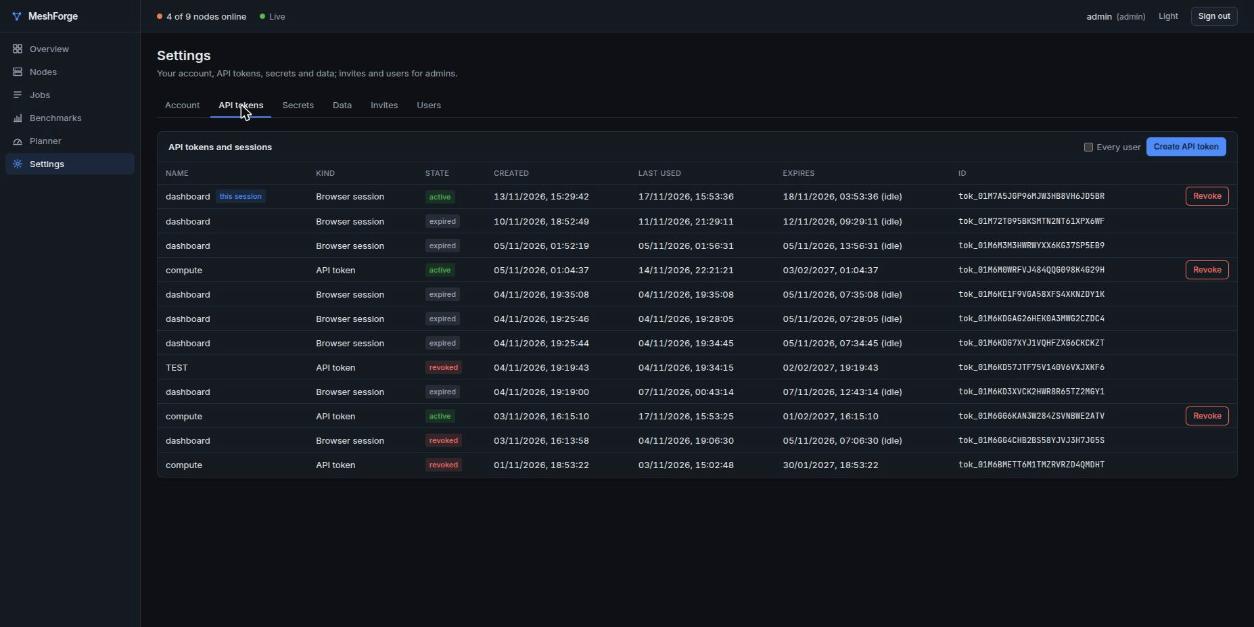 MeshForge
4 of 9 nodes online
Live
admin (admin)
Light
Sign out
Overview
Nodes
Jobs
Benchmarks
Planner
Settings
Settings
Your account, API tokens, secrets and data; invites and users for admins.
Account API tokens Secrets Data Invites Users
API tokens and sessions
Every user
Create API token
NAME KIND STATE CREATED LAST USED EXPIRES ID
dashboard this session Browser session active 13/11/2026, 15:29:42 17/11/2026, 15:53:36 18/11/2026, 03:53:36 (idle) tok_01M7A5JGP96MJW3HB8VH6JD5BR Revoke
dashboard Browser session expired 10/11/2026, 18:52:49 11/11/2026, 21:29:11 12/11/2026, 09:29:11 (idle) tok_01M72T095BKSMTN2NT61XPX6WF
dashboard Browser session expired 05/11/2026, 01:52:19 05/11/2026, 01:56:31 05/11/2026, 13:56:31 (idle) tok_01M6M3M3HWRWYXX6KG37SP5EB9
compute API token active 05/11/2026, 01:04:37 14/11/2026, 22:21:21 03/02/2027, 01:04:37 tok_01M6M0WRFVJ484QQG098K4G29H Revoke
dashboard Browser session expired 04/11/2026, 19:35:08 04/11/2026, 19:35:08 05/11/2026, 07:35:08 (idle) tok_01M6KE1F9VGA58XFS4XKNZDY1K
dashboard Browser session expired 04/11/2026, 19:25:46 04/11/2026, 19:28:05 05/11/2026, 07:28:05 (idle) tok_01M6KDGAG26HEK0A3MWG2CZDC4
dashboard Browser session expired 04/11/2026, 19:25:44 04/11/2026, 19:34:45 05/11/2026, 07:34:45 (idle) tok_01M6KDG7XYJ1VQHFZXG6CKCKZT
TEST API token revoked 04/11/2026, 19:19:43 04/11/2026, 19:34:15 02/02/2027, 19:19:43 tok_01M6KD57JTF75V140V6VXJXKF6
dashboard Browser session expired 04/11/2026, 19:19:00 07/11/2026, 00:43:14 07/11/2026, 12:43:14 (idle) tok_01M6KD3XVCK2HWR8R65TZ2MGY1
compute API token active 03/11/2026, 16:15:10 17/11/2026, 15:53:25 01/02/2027, 16:15:10 tok_01M6GG6KAN3W284ZSVNBWE2ATV Revoke
dashboard Browser session revoked 03/11/2026, 16:13:58 04/11/2026, 19:06:30 05/11/2026, 07:06:30 (idle) tok_01M6GG4CHB2BS58YJVJ3H7JG5S
compute API token revoked 01/11/2026, 18:53:22 03/11/2026, 15:02:48 30/01/2027, 18:53:22 tok_01M6BMETT6M1TMZRVRZD4QMDHT